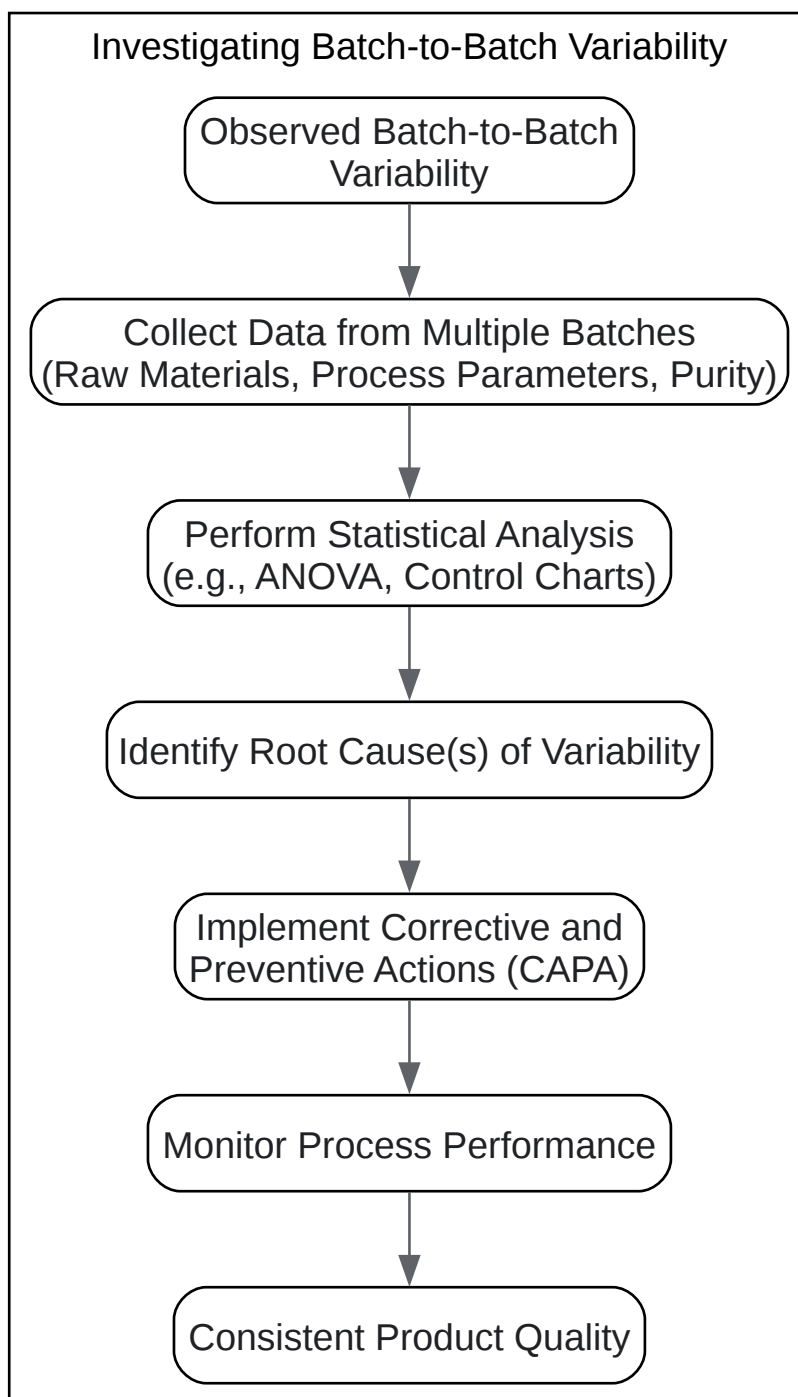 Investigating Batch-to-Batch Variability
Observed Batch-to-Batch
Variability
Collect Data from Multiple Batches
(Raw Materials, Process Parameters, Purity)
Perform Statistical Analysis
(e.g., ANOVA, Control Charts)
Identify Root Cause(s) of Variability
Implement Corrective and
Preventive Actions (CAPA)
Monitor Process Performance
Consistent Product Quality